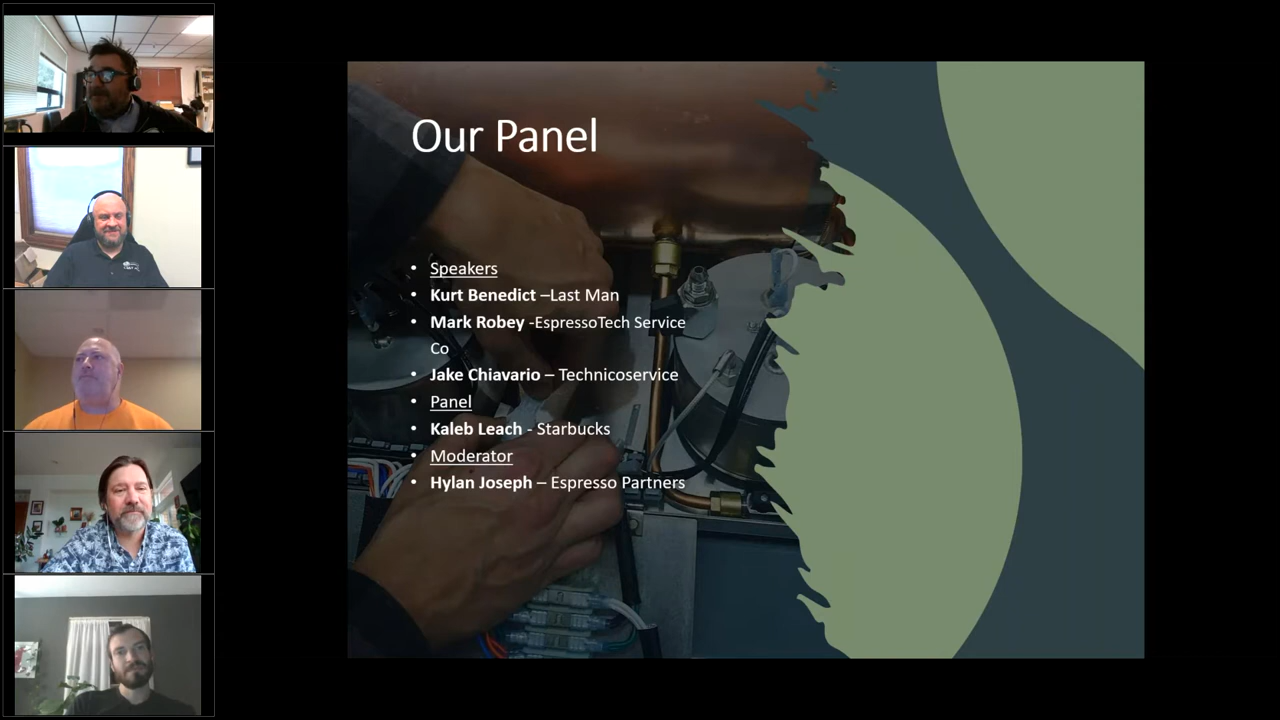 Our Panel
• Speakers
• Kurt Benedict –Last Man
• Mark Robey -EspressoTech Service
Co
• Jake Chiavario – Technicoservice
• Panel
• Kaleb Leach - Starbucks
• Moderator
• Hylan Joseph – Espresso Partners